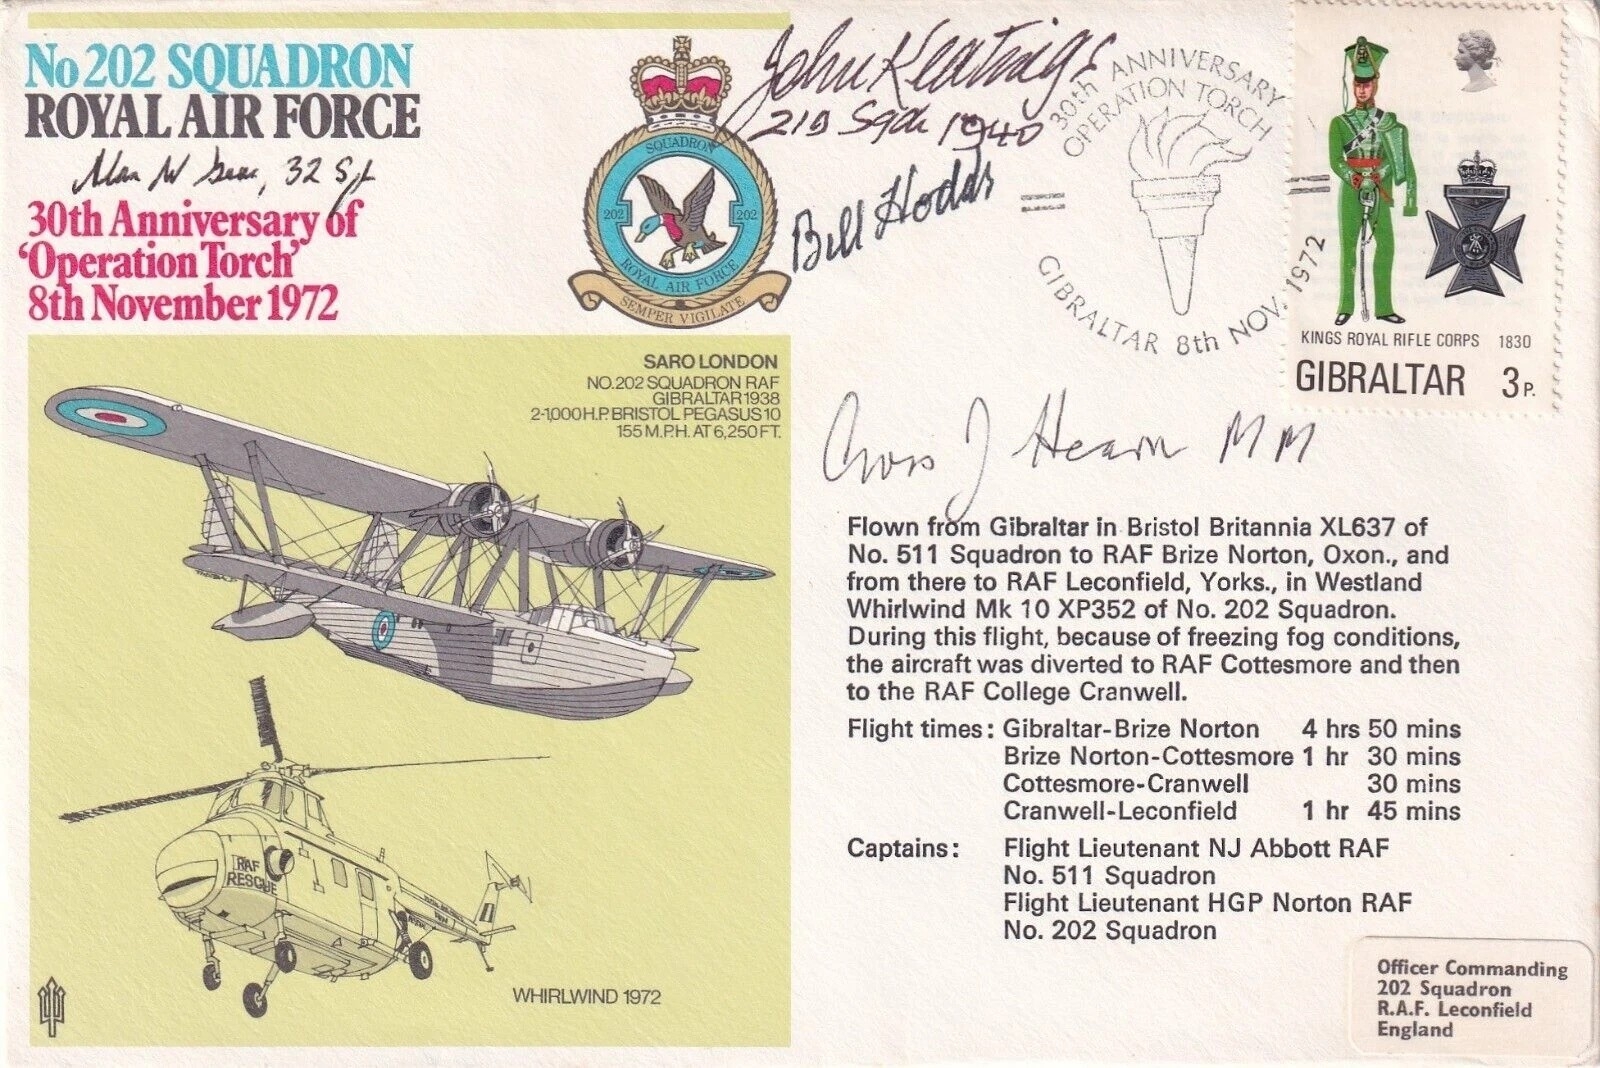 No 202 SQUADRON
ROYAL AIR FORCE
32 Sq
30th Anniversary of
'Operation Torch'
8th November 1972
SQUADRON
202 202
ROYAL AIR FORCE
SEMPER VIGILATE
John Keatings
219 Sqdn 1940
Bill Hodds
30th ANNIVERSARY
OPERATION TORCH
GIBRALTAR 8th NOV. 1972
KINGS ROYAL RIFLE CORPS 1830
GIBRALTAR 3P.
SARO LONDON
NO.202 SQUADRON RAF
GIBRALTAR 1938
2-1,000 H.P. BRISTOL PEGASUS 10
155 M.P.H. AT 6,250 FT.
J Hearn MM
Flown from Gibraltar in Bristol Britannia XL637 of
No. 511 Squadron to RAF Brize Norton, Oxon., and
from there to RAF Leconfield, Yorks., in Westland
Whirlwind Mk 10 XP352 of No. 202 Squadron.
During this flight, because of freezing fog conditions,
the aircraft was diverted to RAF Cottesmore and then
to the RAF College Cranwell.
Flight times: Gibraltar-Brize Norton 4 hrs 50 mins
Brize Norton-Cottesmore 1 hr 30 mins
Cottesmore-Cranwell 30 mins
Cranwell-Leconfield 1 hr 45 mins
Captains: Flight Lieutenant NJ Abbott RAF
No. 511 Squadron
Flight Lieutenant HGP Norton RAF
No. 202 Squadron
RAF
RESCUE
WHIRLWIND 1972
Officer Commanding
202 Squadron
R.A.F. Leconfield
England